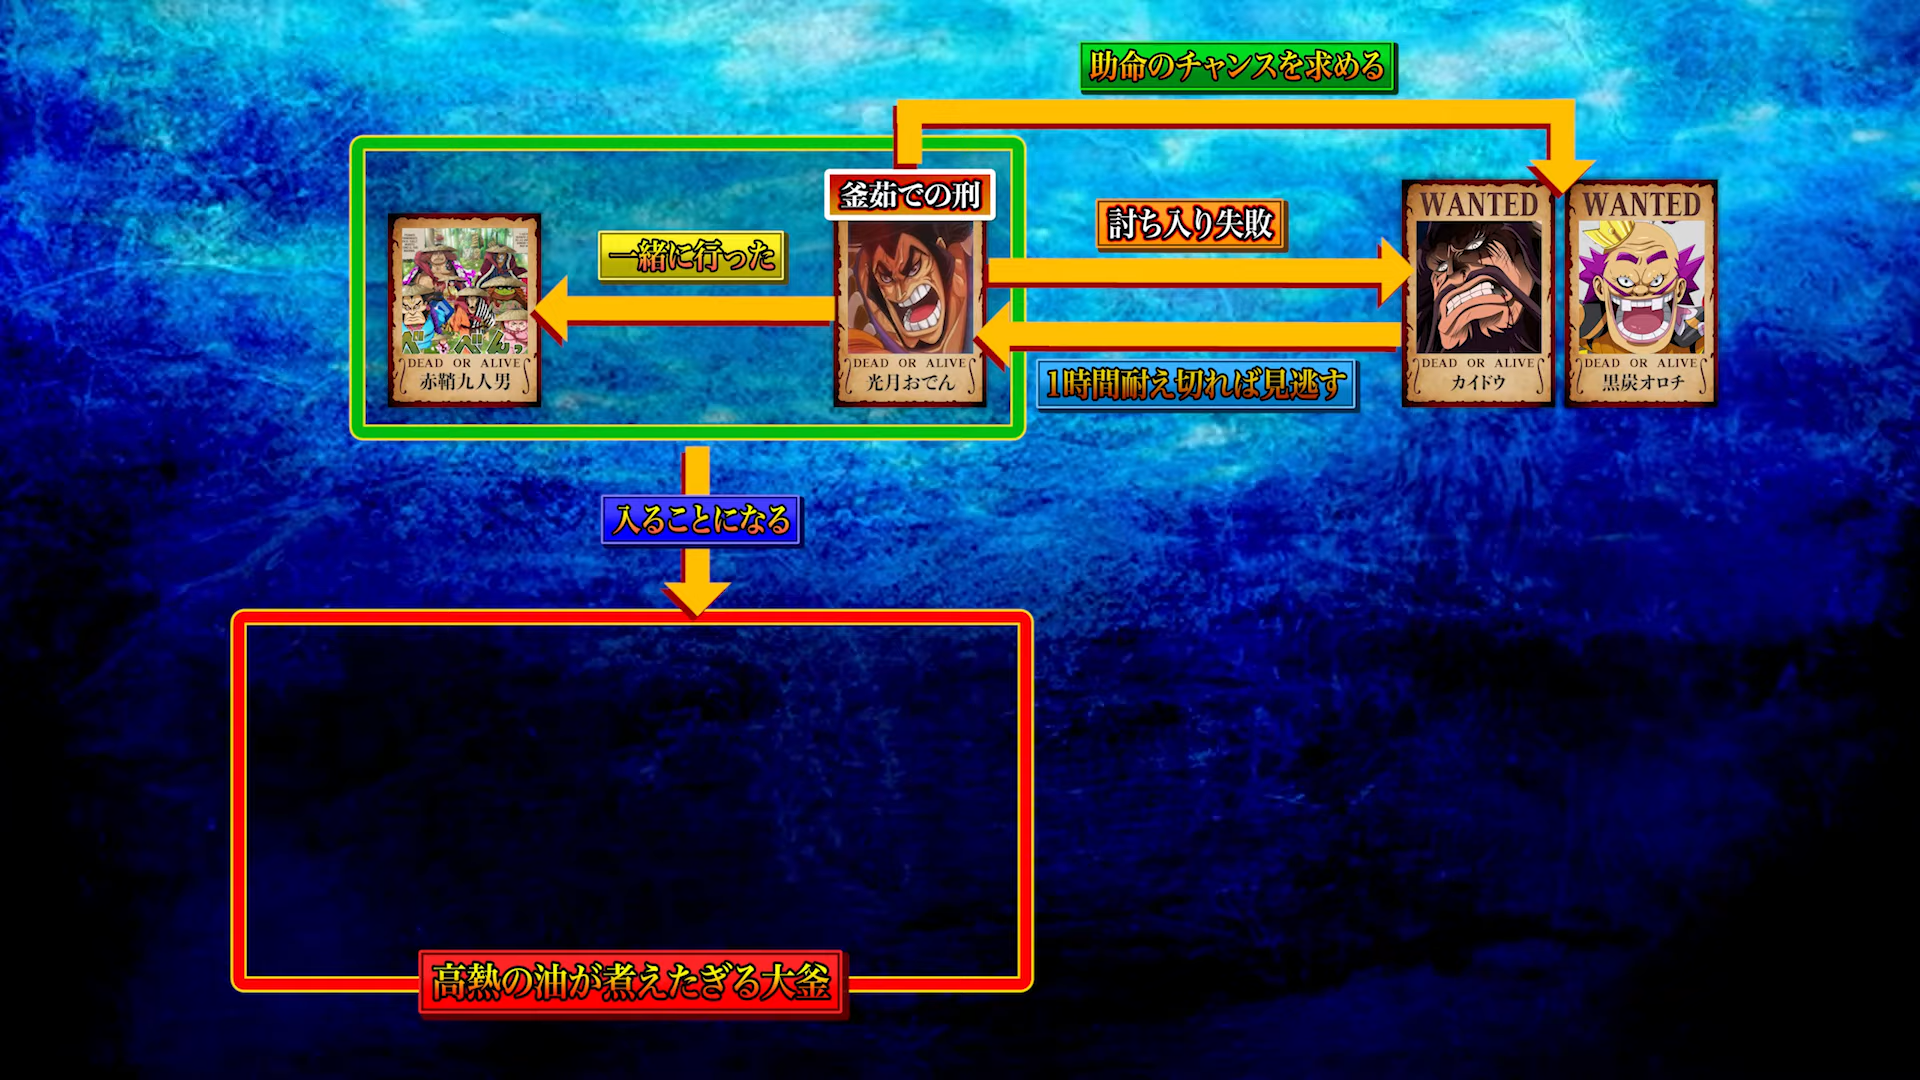 助命のチャンスを求める
釜茹での刑
討ち入り失敗
一緒に行った
WANTED
WANTED
べべんっ
DEAD OR ALIVE
赤鞘九人男
DEAD OR ALIVE
光月おでん
DEAD OR ALIVE
カイドウ
DEAD OR ALIVE
黒炭オロチ
1時間耐え切れば見逃す
入ることになる
高熱の油が煮えたぎる大釜